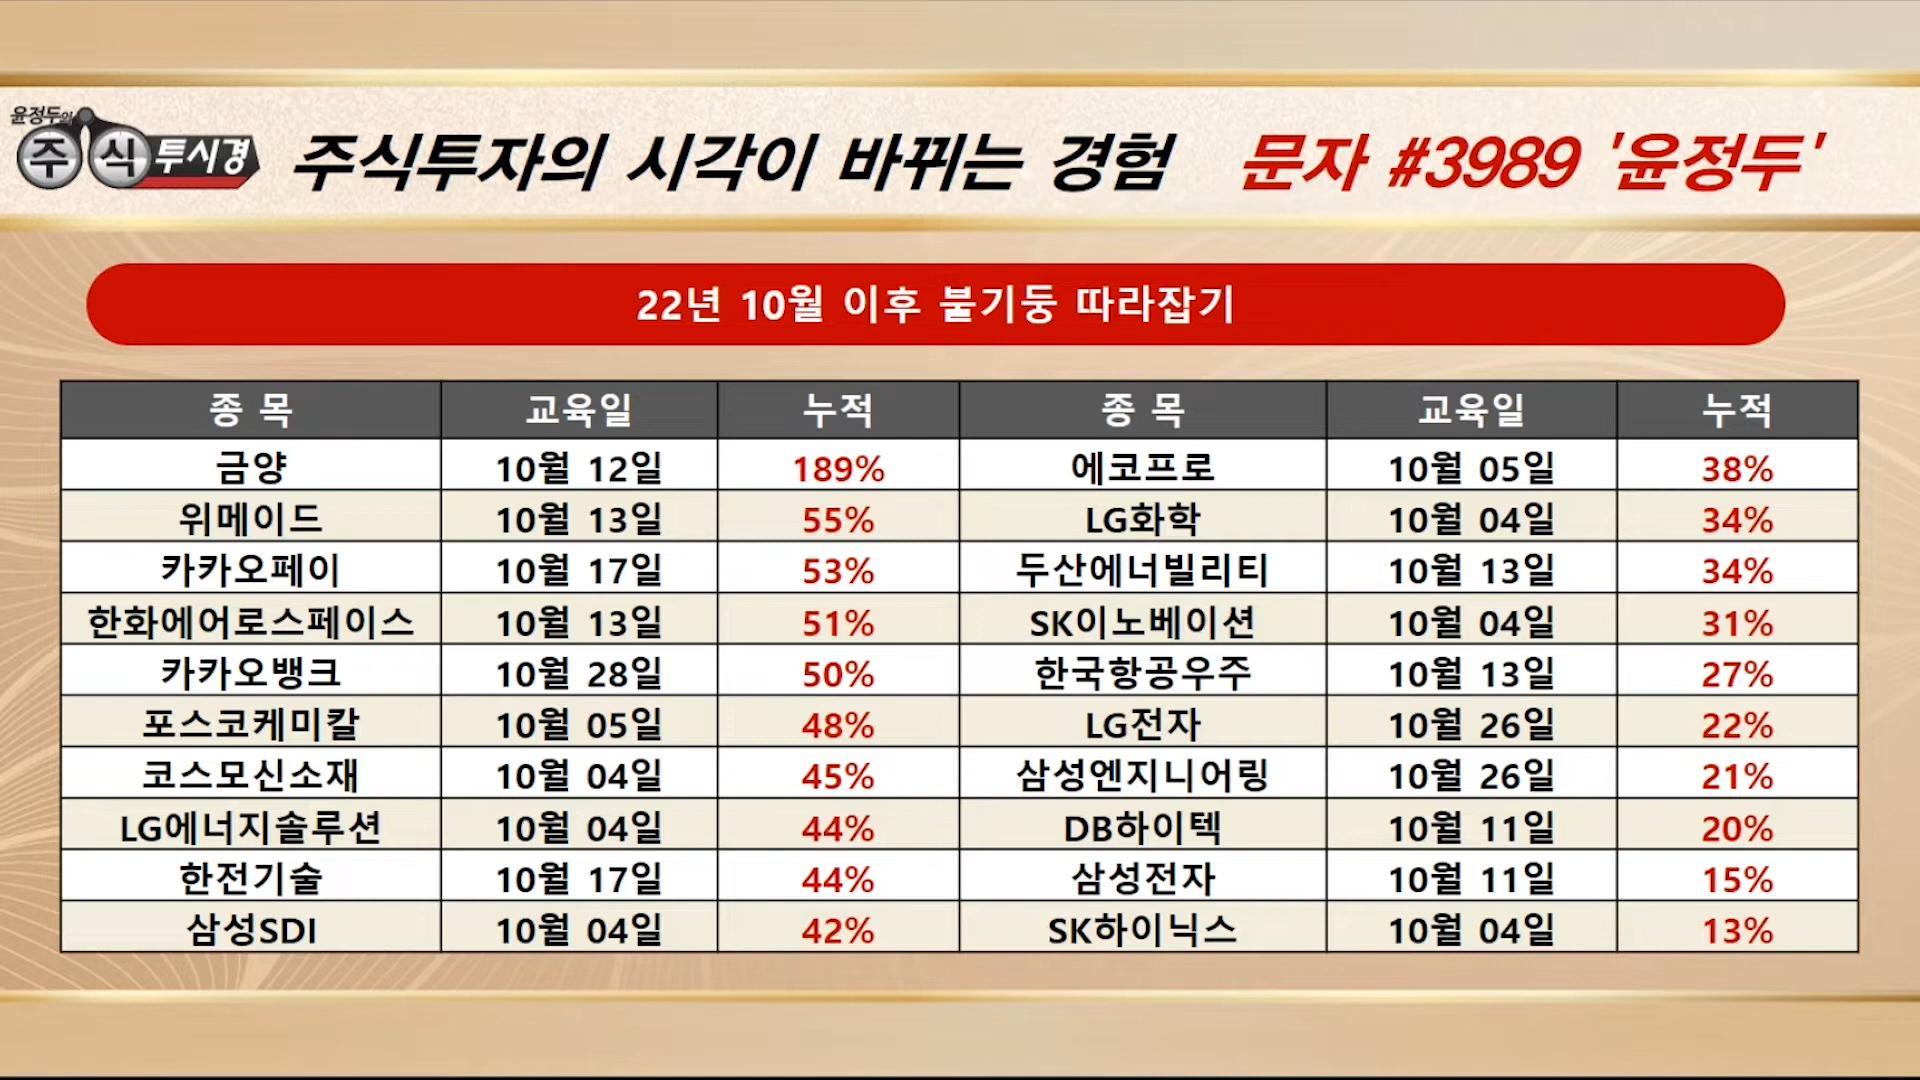 윤정두의
주식투시경
주식투자의 시각이 바뀌는 경험 문자 #3989 '윤정두'
22년 10월 이후 불기둥 따라잡기
종 목 교육일 누적 종 목 교육일 누적
금양 10월 12일 189% 에코프로 10월 05일 38%
위메이드 10월 13일 55% LG화학 10월 04일 34%
카카오페이 10월 17일 53% 두산에너빌리티 10월 13일 34%
한화에어로스페이스 10월 13일 51% SK이노베이션 10월 04일 31%
카카오뱅크 10월 28일 50% 한국항공우주 10월 13일 27%
포스코케미칼 10월 05일 48% LG전자 10월 26일 22%
코스모신소재 10월 04일 45% 삼성엔지니어링 10월 26일 21%
LG에너지솔루션 10월 04일 44% DB하이텍 10월 11일 20%
한전기술 10월 17일 44% 삼성전자 10월 11일 15%
삼성SDI 10월 04일 42% SK하이닉스 10월 04일 13%